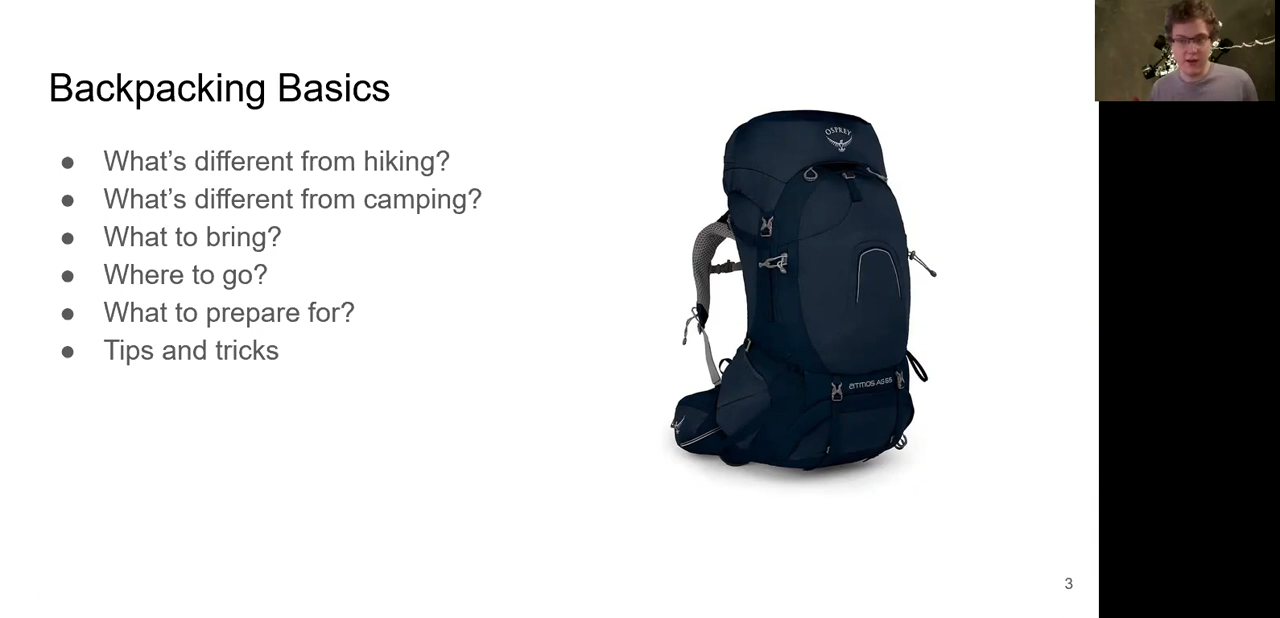 Backpacking Basics
● What's different from hiking?
● What's different from camping?
● What to bring?
● Where to go?
● What to prepare for?
● Tips and tricks
OSPREY
ATMOS AG 65
3